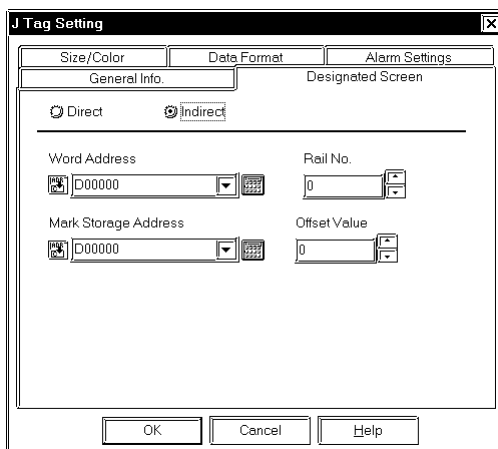 J Tag Setting
Size/Color Data Format Alarm Settings
General Info. Designated Screen
Direct Indirect
Word Address Rail No.
D00000 0
Mark Storage Address Offset Value
D00000 0
OK Cancel Help